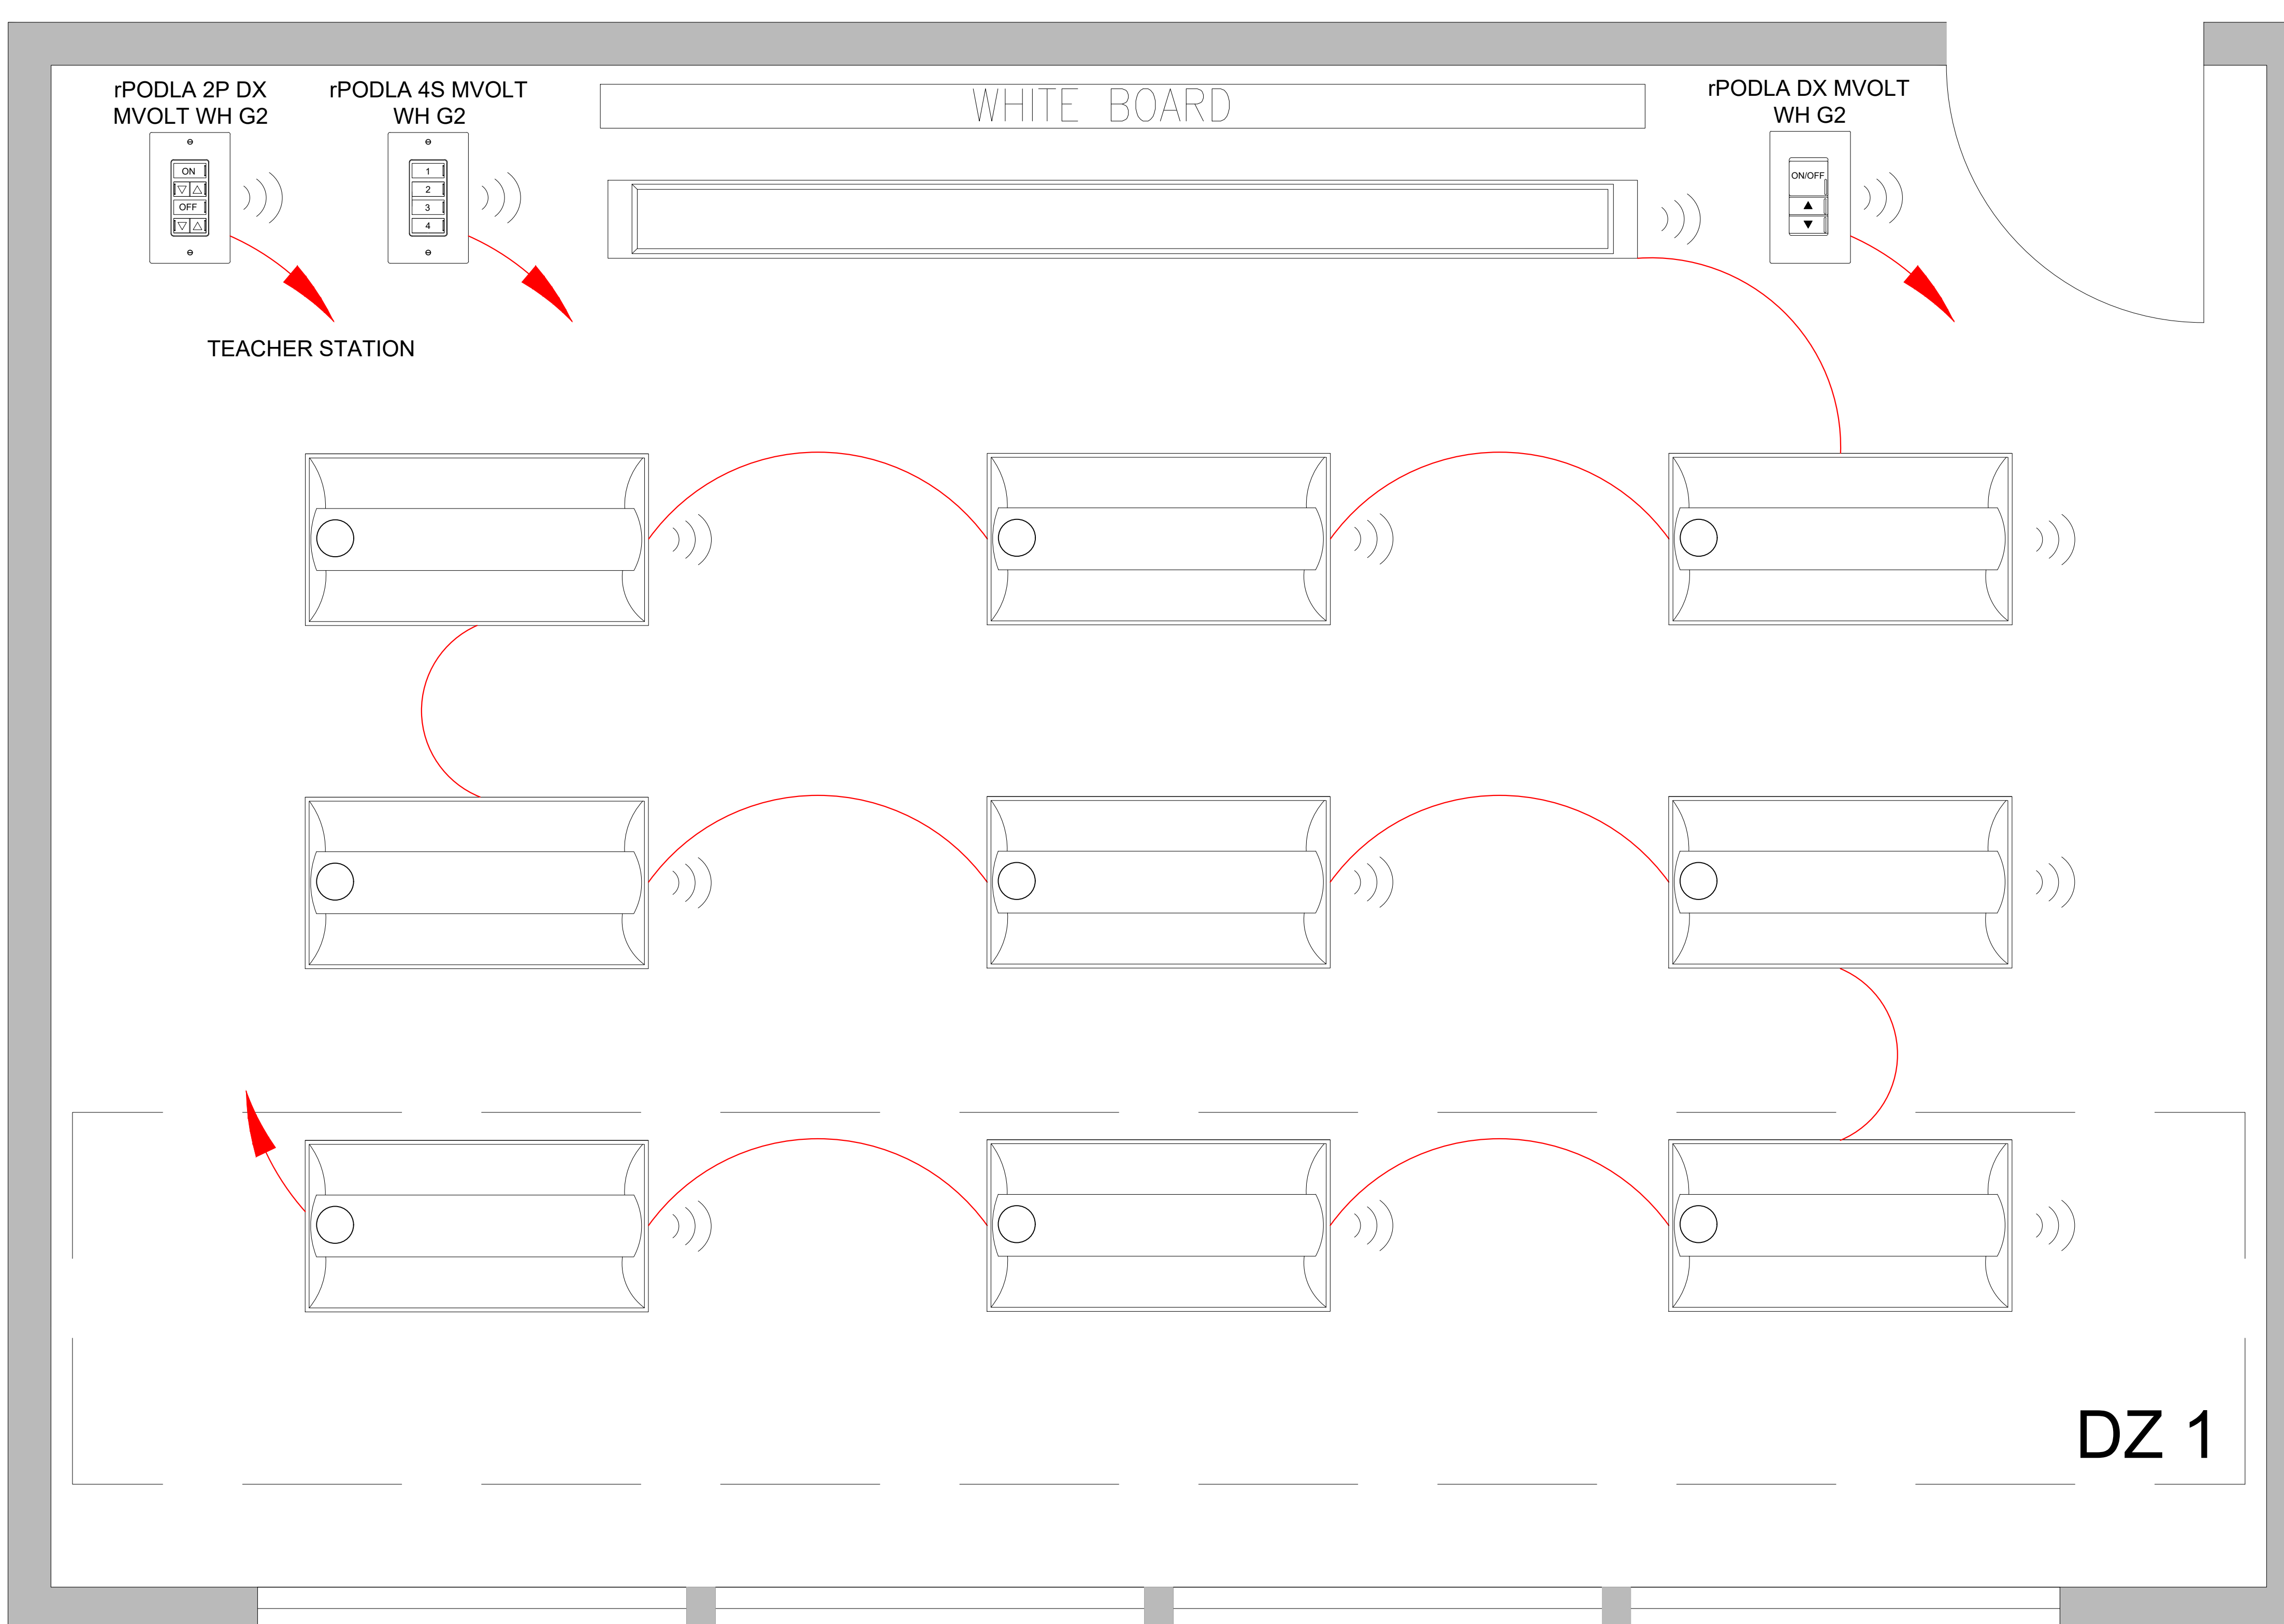 rPODLA 2P DX
MVOLT WH G2
ON
OFF
rPODLA 4S MVOLT
WH G2
1
2
3
4
WHITE BOARD
rPODLA DX MVOLT
WH G2
ON/OFF
TEACHER STATION
DZ 1